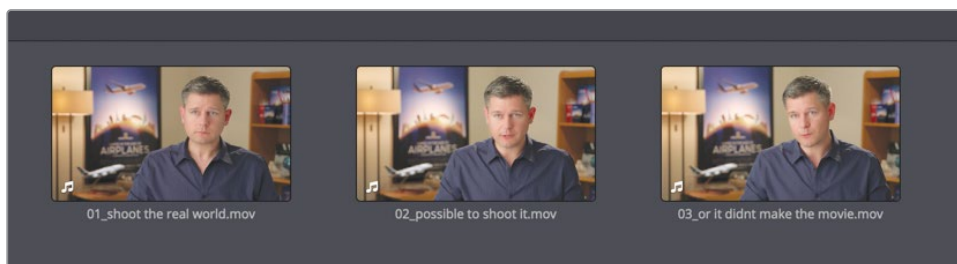 AIRPLANES
AIRPLANES
AIRPLANES
01_shoot the real world.mov
02_possible to shoot it.mov
03_or it didnt make the movie.mov